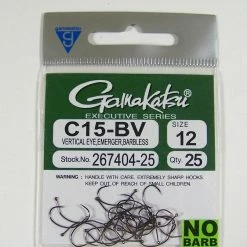 gamakatsu
Gamakatsu
EXECUTIVE SERIES
C15-BV
VERTICAL EYE, EMERGER, BARBLESS
SIZE
12
Stock No. 267404-25
Qty. 25
WARNING: HANDLE WITH CARE. EXTREMELY SHARP HOOKS
KEEP OUT OF REACH OF SMALL CHILDREN.
NO
BARB